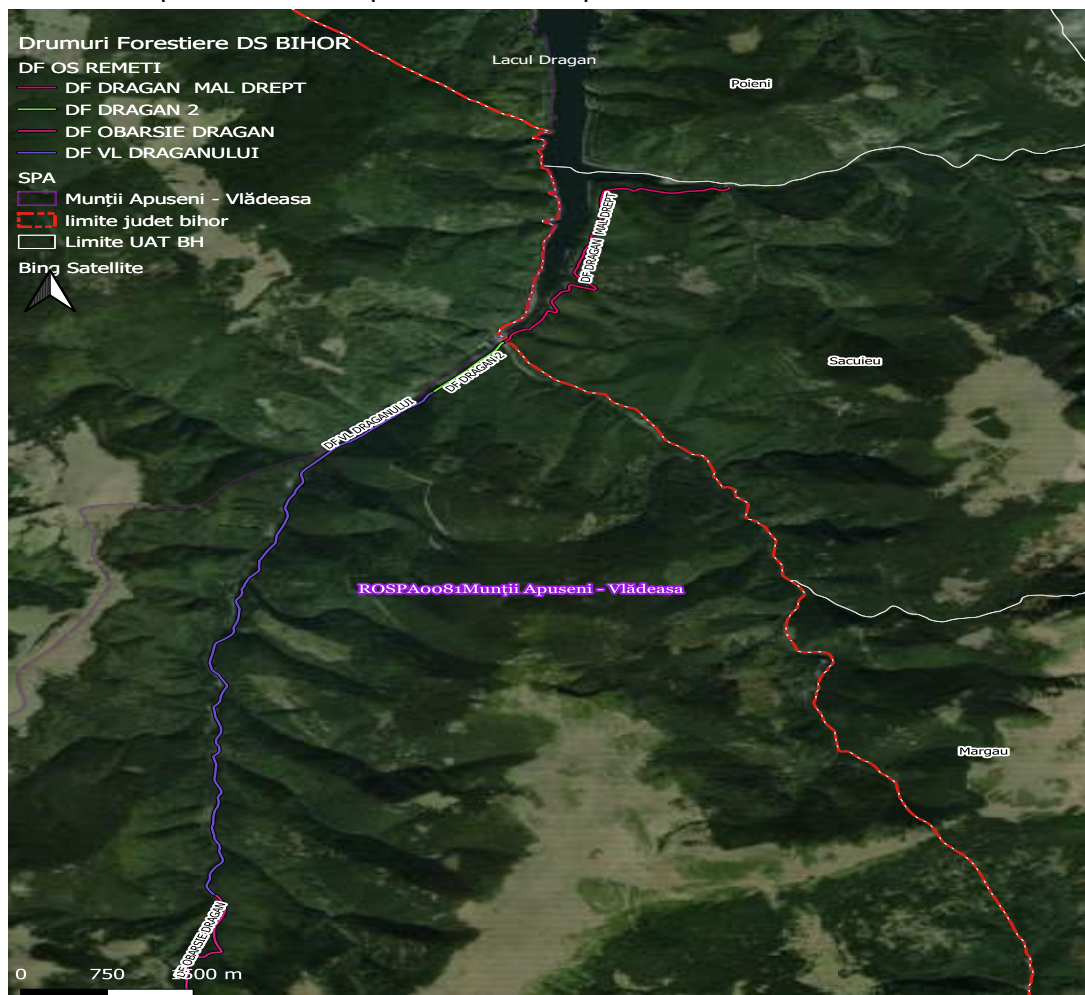 Drumuri Forestiere DS BIHOR
DF OS REMETI
DF DRAGAN MAL DREPT
DF DRAGAN 2
DF OBARSIE DRAGAN
DF VL DRAGANULUI
SPA
Munții Apuseni - Vlădeasa
limite judet bihor
Limite UAT BH
Bing Satellite
Lacul Dragan
Poieni
DF DRAGAN MAL DREPT
Sacuieu
DF DRAGAN 2
DF VL DRAGANULUI
ROSPA0081Munții Apuseni - Vlădeasa
Margau
DF OBARSIE DRAGAN
0 750 1500 m